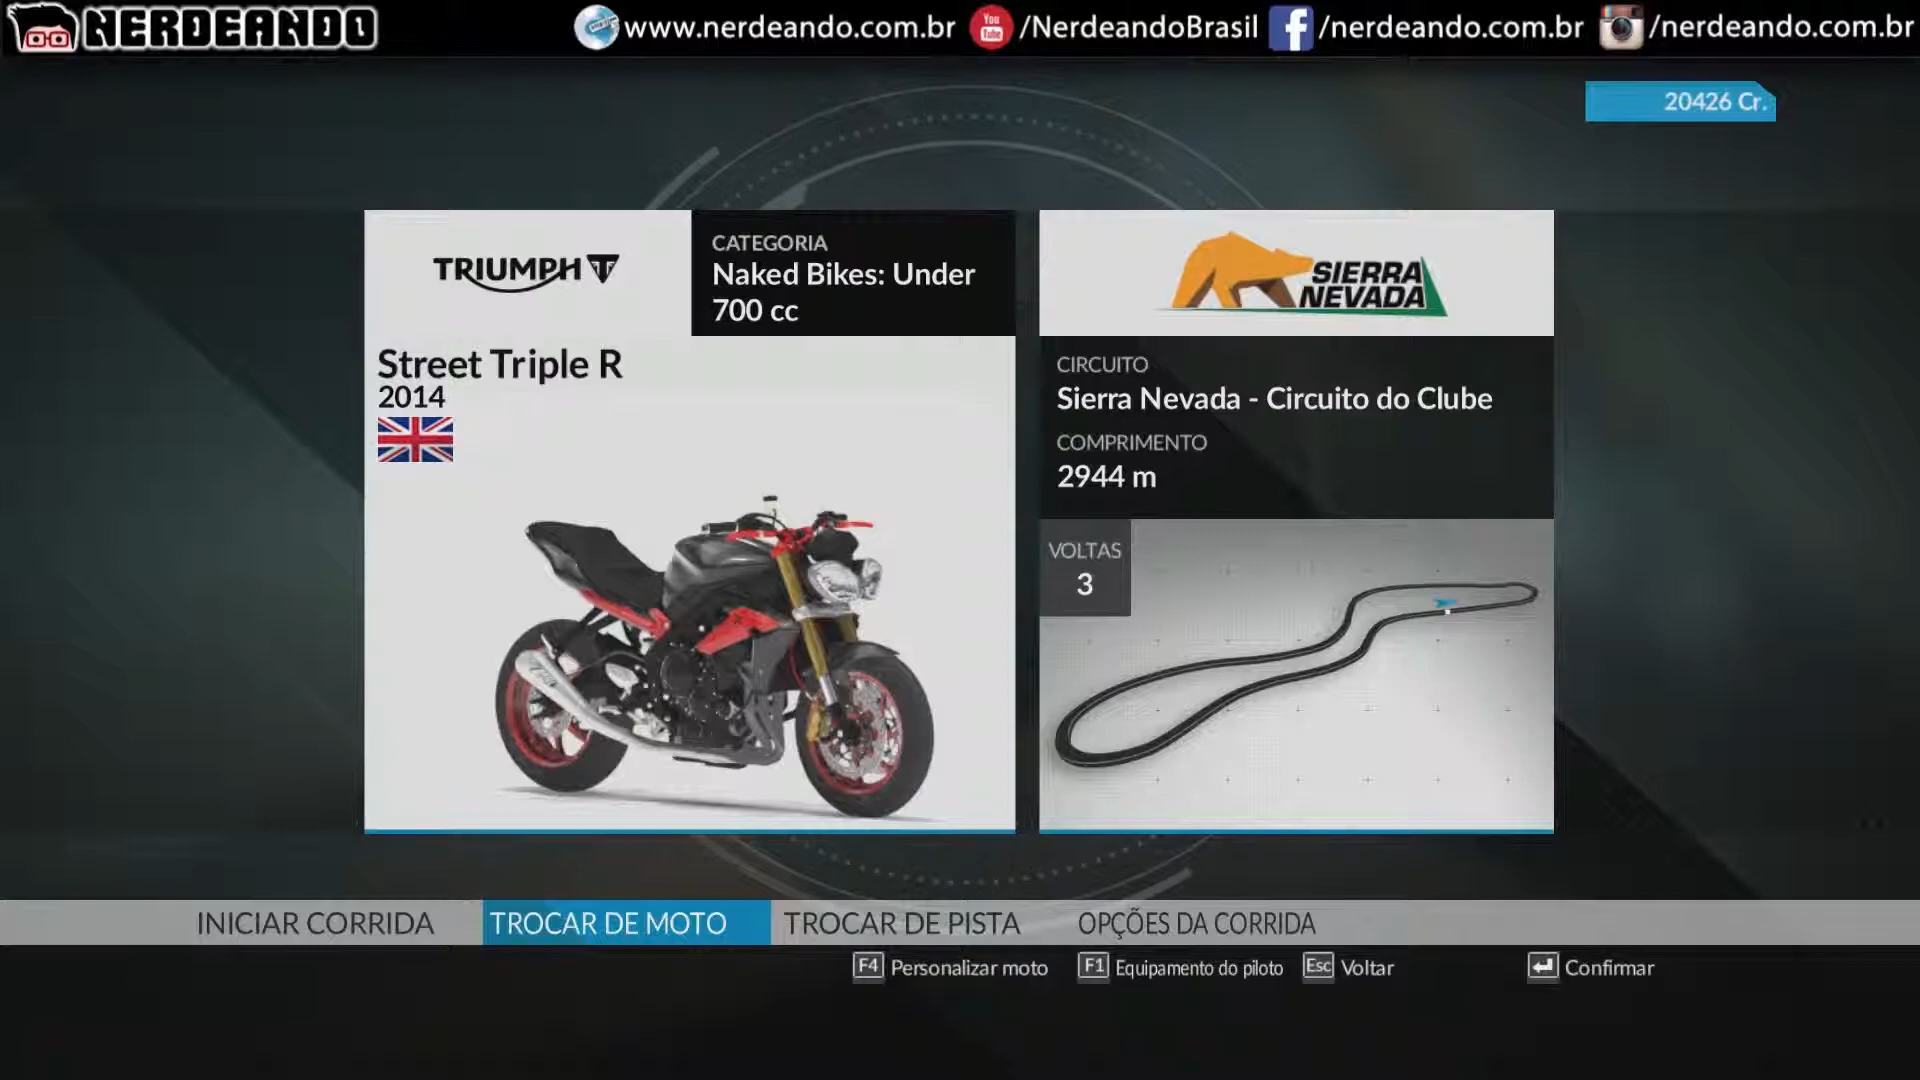 NERDEANDO
www.nerdeando.com.br
You Tube /NerdeandoBrasil
/nerdeando.com.br
/nerdeando.com.br
20426 Cr.
TRIUMPH
CATEGORIA
Naked Bikes: Under
700 cc
Street Triple R
2014
SIERRA
NEVADA
CIRCUITO
Sierra Nevada - Circuito do Clube
COMPRIMENTO
2944 m
VOLTAS
3
INICIAR CORRIDA
TROCAR DE MOTO
TROCAR DE PISTA
OPÇÕES DA CORRIDA
F4 Personalizar moto
F1 Equipamento do piloto
Esc Voltar
Confirmar